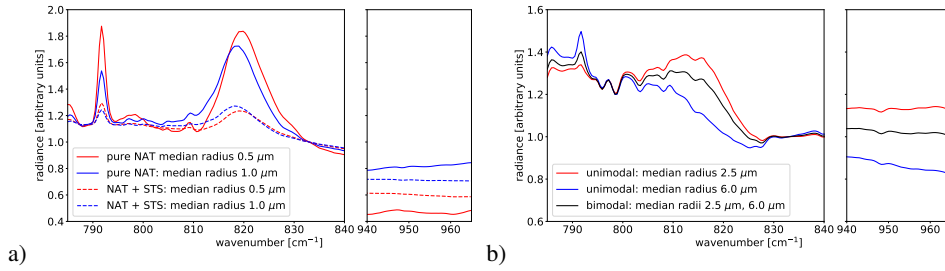 2.0
1.8
1.6
1.4
1.2
1.0
0.8
0.6
0.4
radiance [arbitrary units]
pure NAT median radius 0.5 μm
pure NAT: median radius 1.0 μm
NAT + STS: median radius 0.5 μm
NAT + STS: median radius 1.0 μm
790 800 810 820 830 840
940 960
wavenumber [cm⁻¹]
a)
1.6
1.4
1.2
1.0
0.8
0.6
radiance [arbitrary units]
unimodal: median radius 2.5 μm
unimodal: median radius 6.0 μm
bimodal: median radii 2.5 μm, 6.0 μm
790 800 810 820 830 840
940 960
wavenumber [cm⁻¹]
b)